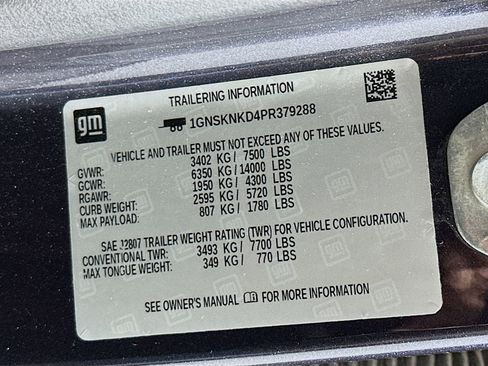 gm
TRAILERING INFORMATION
1GNSKNKD4PR379288
VEHICLE AND TRAILER MUST NOT EXCEED ANY OF THESE VALUES.
GVWR: 3402 KG / 7500 LBS
GCWR: 6350 KG / 14000 LBS
RGAWR: 1950 KG / 4300 LBS
CURB WEIGHT: 2595 KG / 5720 LBS
MAX PAYLOAD: 807 KG / 1780 LBS
SAE J2807 TRAILER WEIGHT RATING (TWR) FOR VEHICLE CONFIGURATION.
CONVENTIONAL TWR: 3493 KG / 7700 LBS
MAX TONGUE WEIGHT: 349 KG / 770 LBS
SEE OWNER'S MANUAL FOR MORE INFORMATION